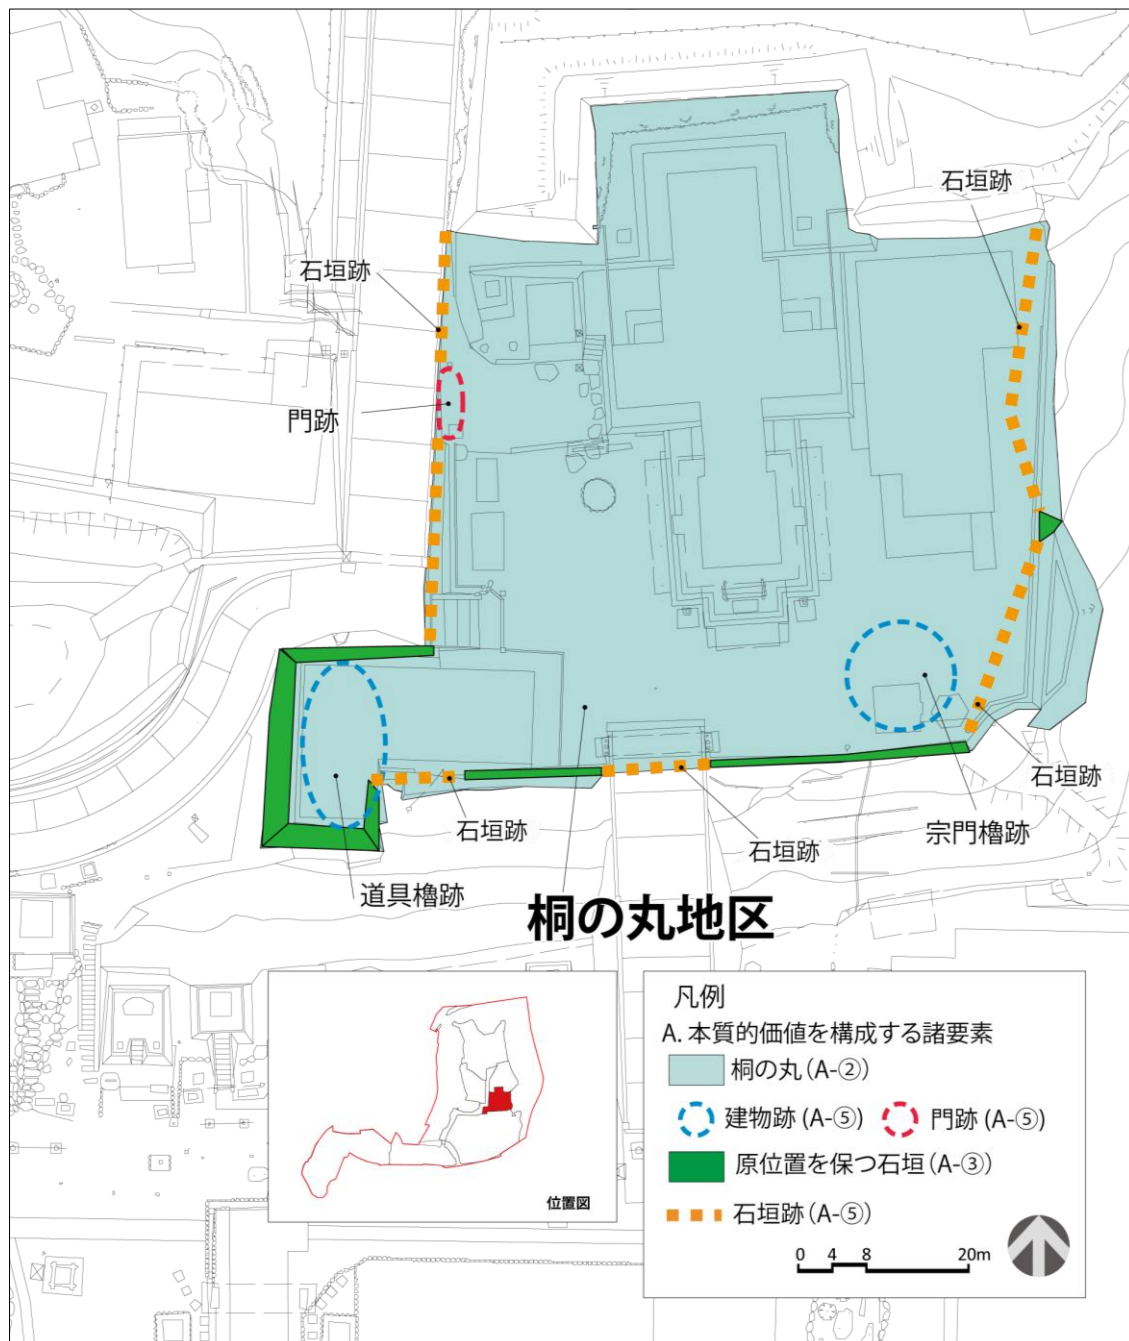 石垣跡
石垣跡
門跡
石垣跡
宗門櫓跡
石垣跡
石垣跡
道具櫓跡
桐の丸地区
位置図
凡例
A. 本質的価値を構成する諸要素
桐の丸(A-②)
建物跡 (A-⑤) 門跡 (A-⑤)
原位置を保つ石垣(A-③)
石垣跡(A-⑤)
0 4 8 20m